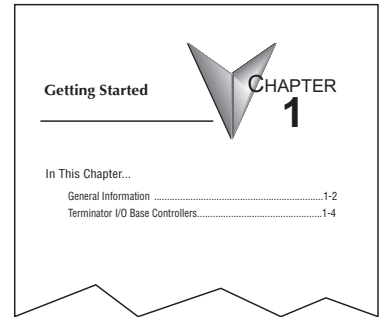 Getting Started
CHAPTER
1
In This Chapter...
General Information ..........................................................1-2
Terminator I/O Base Controllers...........................................1-4